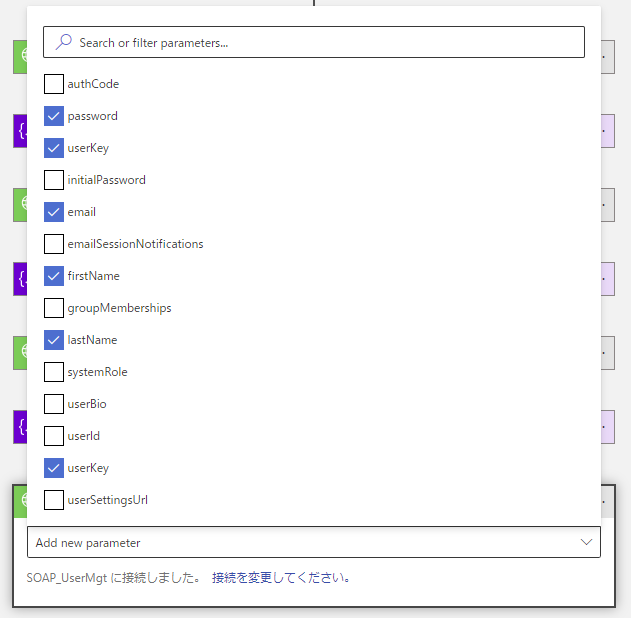 Search or filter parameters...
authCode
password
userKey
initialPassword
email
emailSessionNotifications
firstName
groupMemberships
lastName
systemRole
userBio
userId
userKey
userSettingsUrl
Add new parameter
SOAP_UserMgt に接続しました。 接続を変更してください。